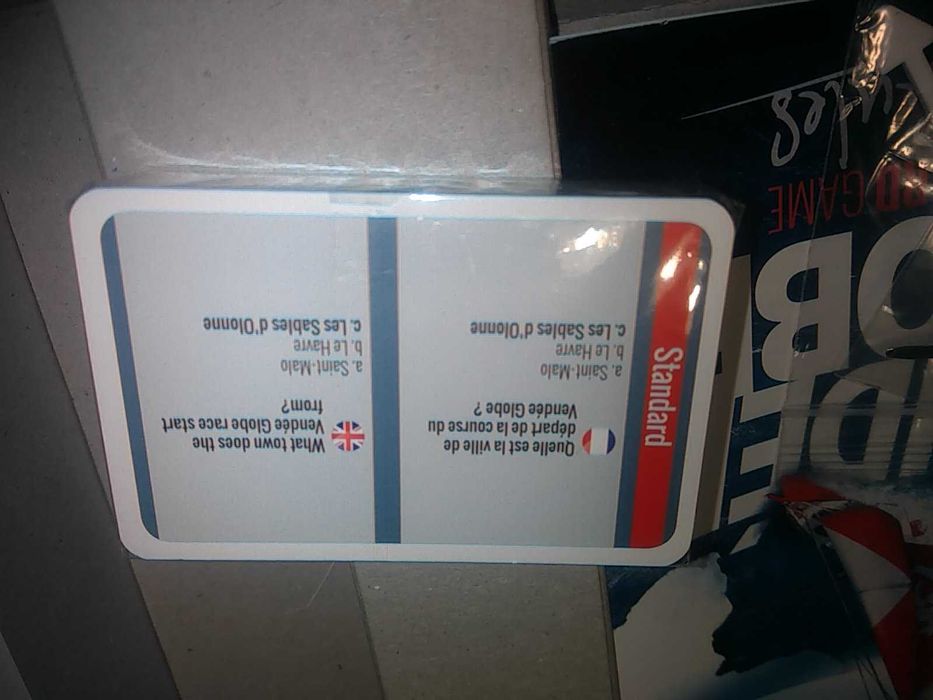 Standard
Quelle est la ville de
départ de la course du
Vendée Globe ?
a. Saint-Malo
b. Le Havre
c. Les Sables d'Olonne
What town does the
Vendée Globe race start
from?
a. Saint-Malo
b. Le Havre
c. Les Sables d'Olonne
GAME
rules